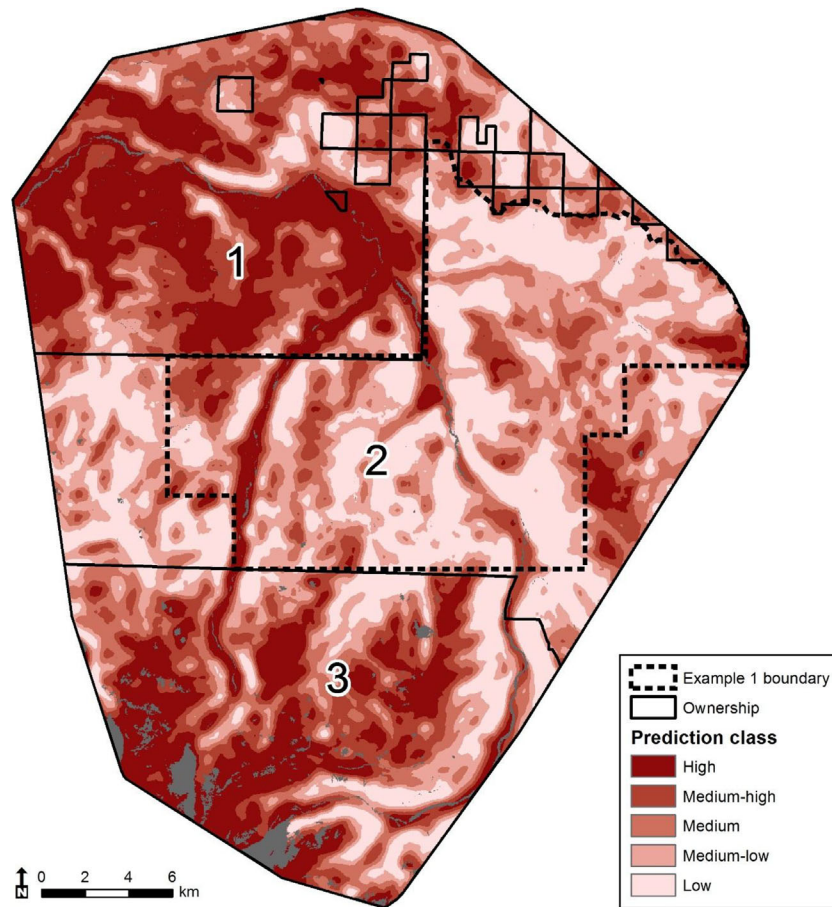 1
2
3
Example 1 boundary
Ownership
Prediction class
High
Medium-high
Medium
Medium-low
Low
N
0 2 4 6
km